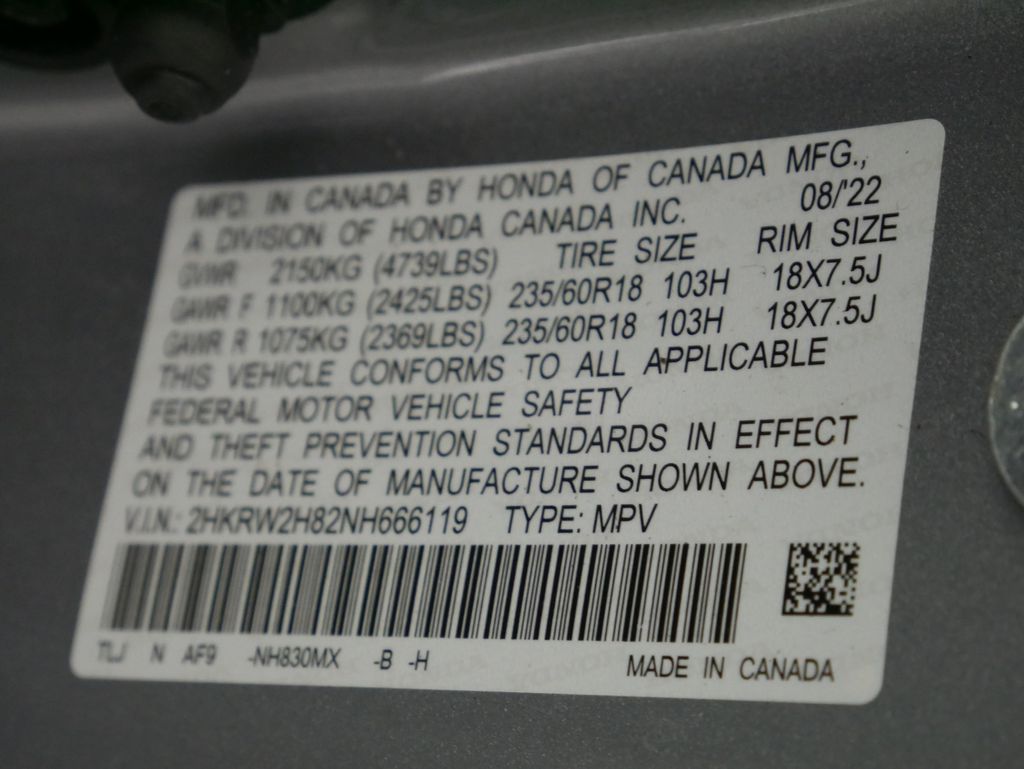 MFD. IN CANADA BY HONDA OF CANADA MFG.,
A DIVISION OF HONDA CANADA INC. 08/'22
GVWR 2150KG (4739LBS) TIRE SIZE RIM SIZE
GAWR F 1100KG (2425LBS) 235/60R18 103H 18X7.5J
GAWR R 1075KG (2369LBS) 235/60R18 103H 18X7.5J
THIS VEHICLE CONFORMS TO ALL APPLICABLE
FEDERAL MOTOR VEHICLE SAFETY
AND THEFT PREVENTION STANDARDS IN EFFECT
ON THE DATE OF MANUFACTURE SHOWN ABOVE.
V.I.N.: 2HKRW2H82NH666119 TYPE: MPV
TLJ N AF9 -NH830MX -B -H
MADE IN CANADA